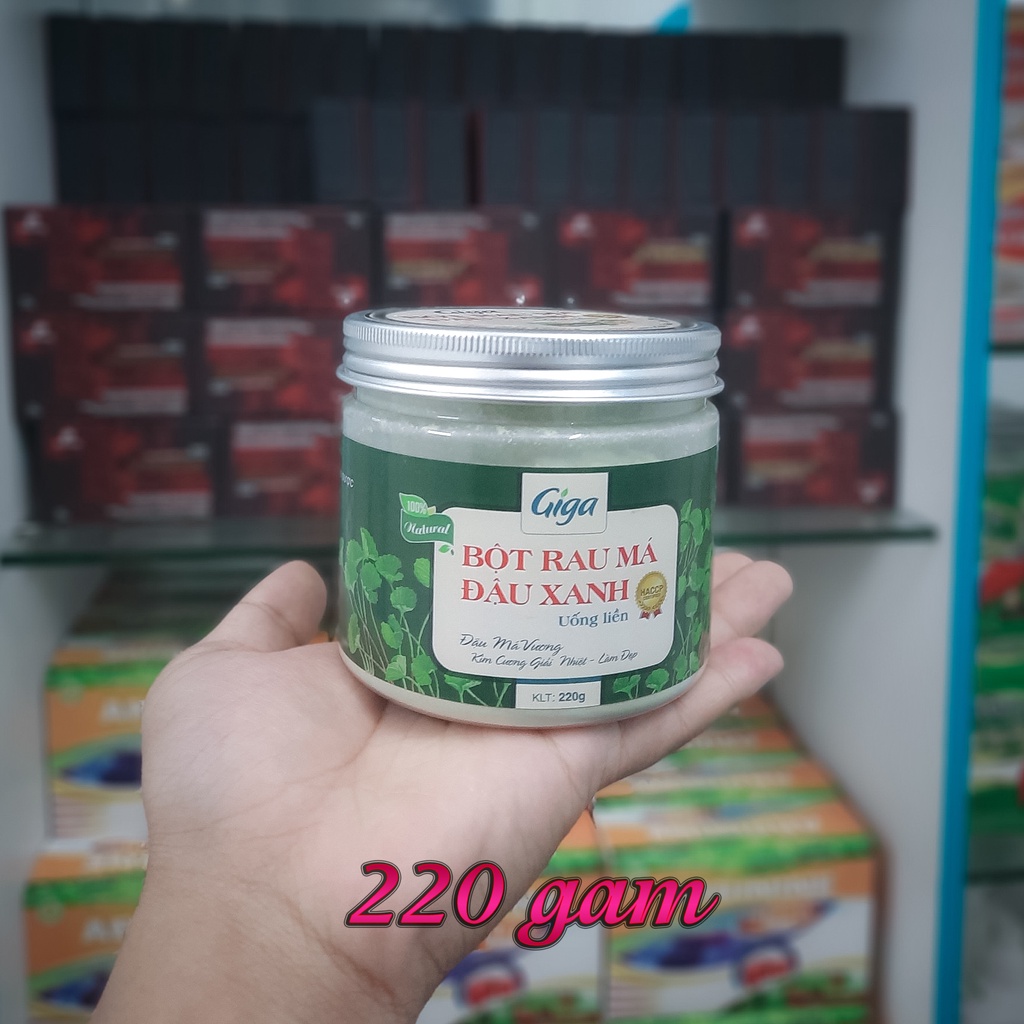 Giga
Giga
100%
Natural
BỘT RAU MÁ
ĐẬU XANH
HACCP
Uống liền
Đậu Má Vương
Kim Cương Giải Nhiệt - Làm Đẹp
KLT: 220g
220 gam